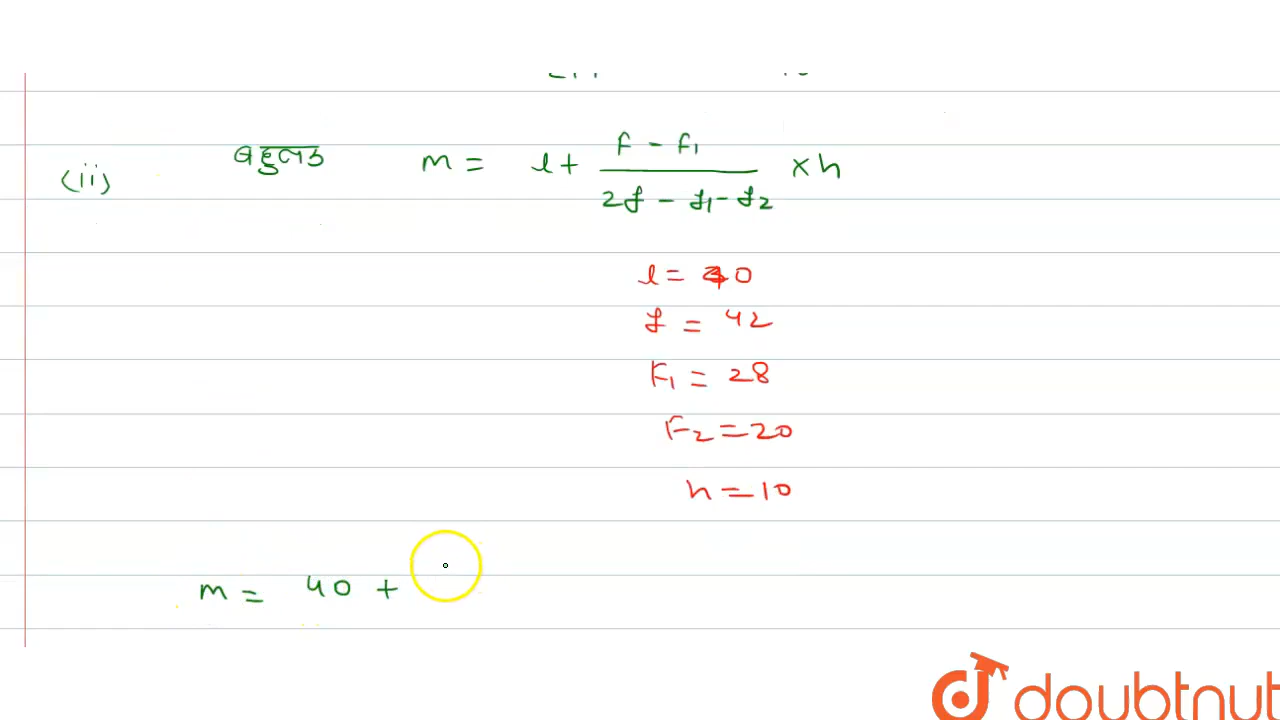 (ii) बहुलक m = l + F - F₁ / 2f - f₁ - f₂ × h
l = 40
f = 42
F₁ = 28
F₂ = 20
h = 10
m = 40 +
doubtnut